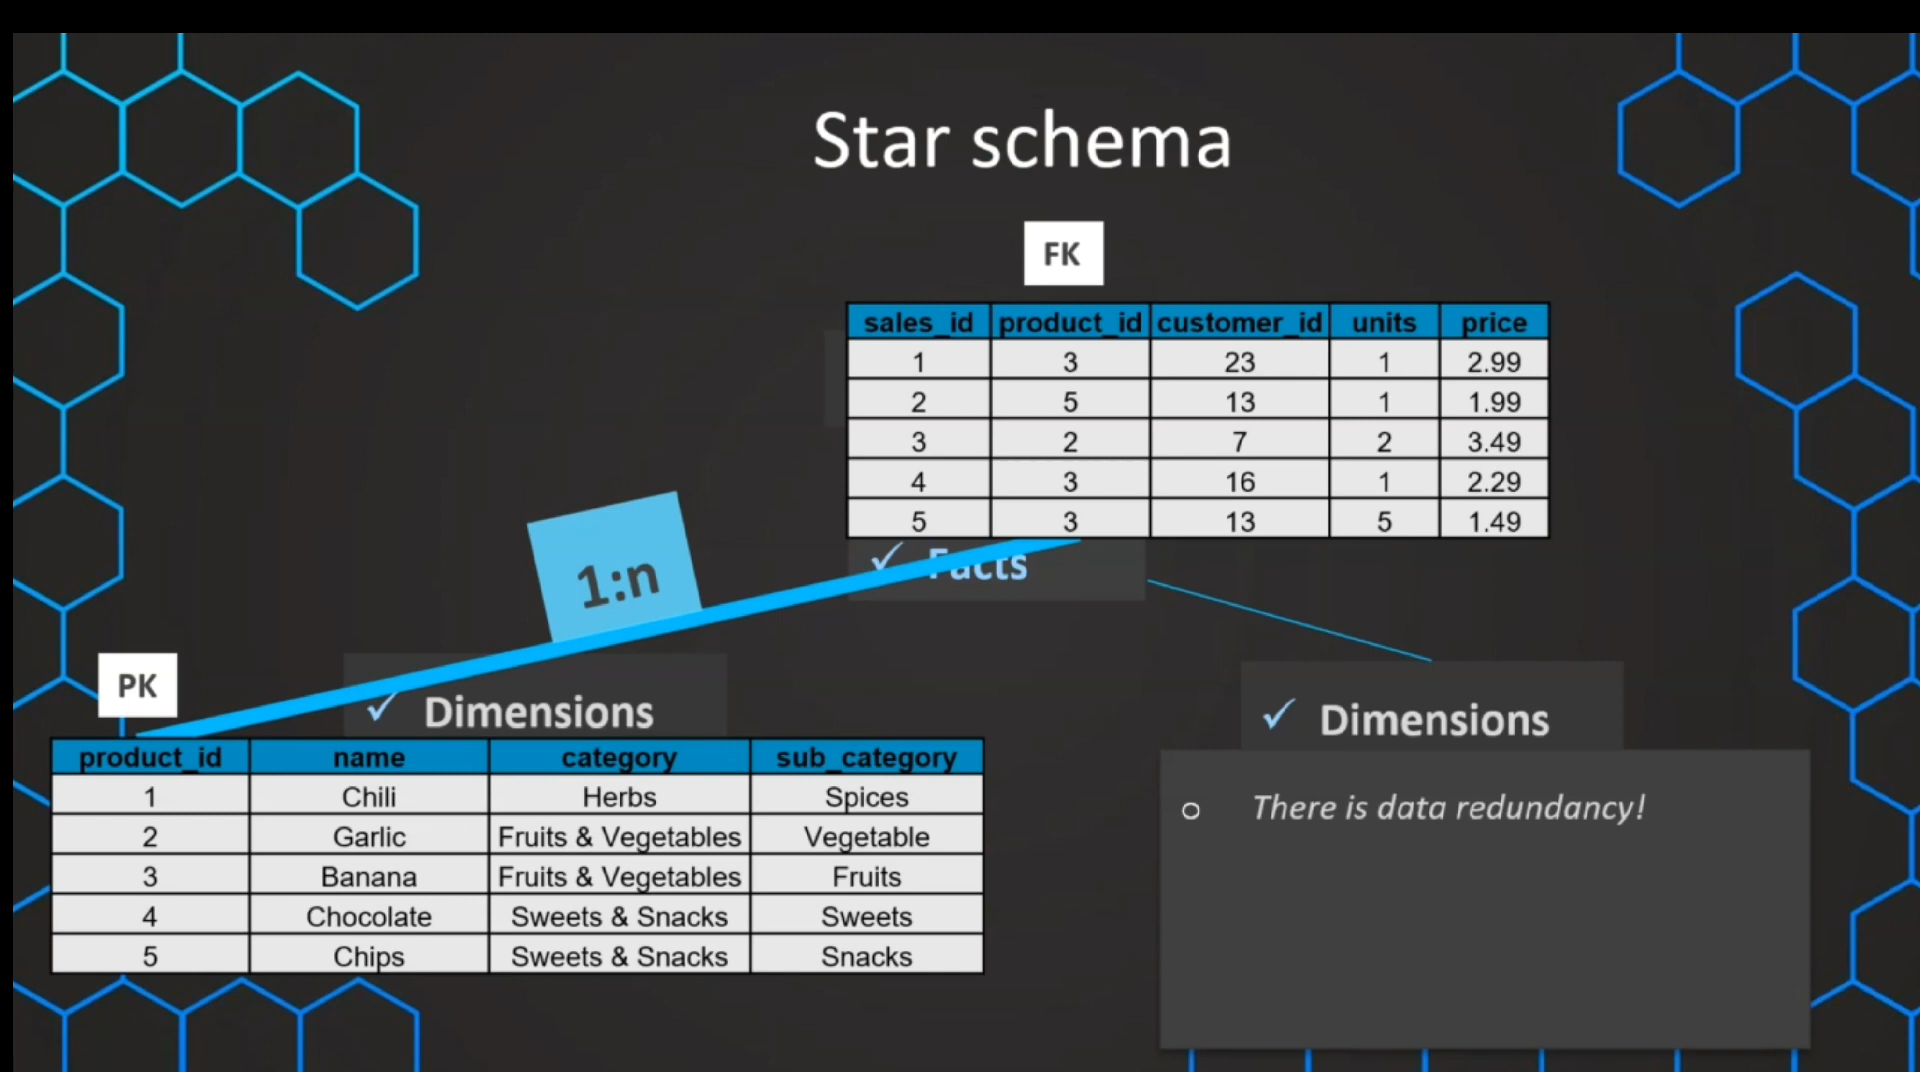 Star schema
FK
sales_id product_id customer_id units price
1 3 23 1 2.99
2 5 13 1 1.99
3 2 7 2 3.49
4 3 16 1 2.29
5 3 13 5 1.49
✓ Facts
1:n
PK
✓ Dimensions
✓ Dimensions
product_id name category sub_category
1 Chili Herbs Spices
2 Garlic Fruits & Vegetables Vegetable
3 Banana Fruits & Vegetables Fruits
4 Chocolate Sweets & Snacks Sweets
5 Chips Sweets & Snacks Snacks
o There is data redundancy!